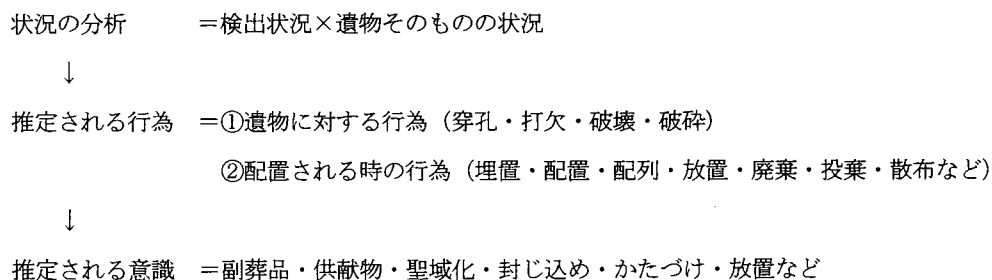 状況の分析 ＝検出状況×遺物そのものの状況
↓
推定される行為 ＝①遺物に対する行為（穿孔・打欠・破壊・破砕）
②配置される時の行為（埋置・配置・配列・放置・廃棄・投棄・散布など）
↓
推定される意識 ＝副葬品・供献物・聖域化・封じ込め・かたづけ・放置など